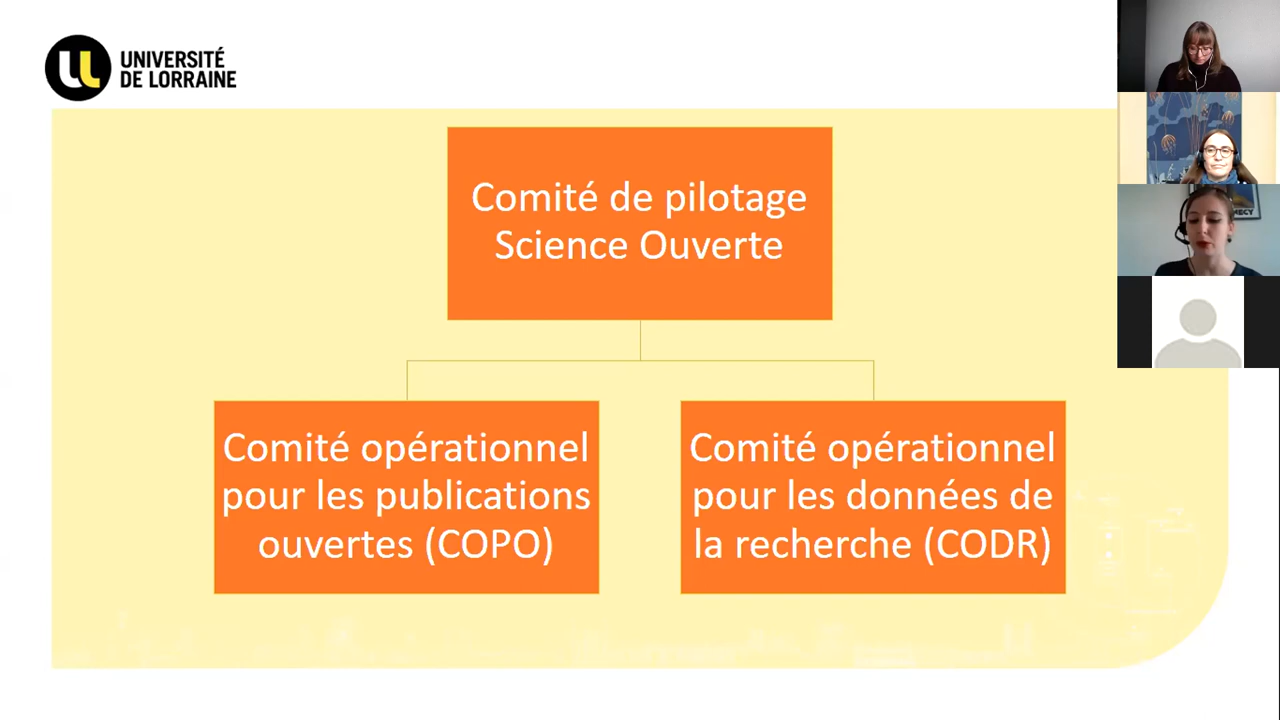 UNIVERSITÉ
DE LORRAINE
Comité de pilotage
Science Ouverte
Comité opérationnel
pour les publications
ouvertes (COPO)
Comité opérationnel
pour les données de
la recherche (CODR)